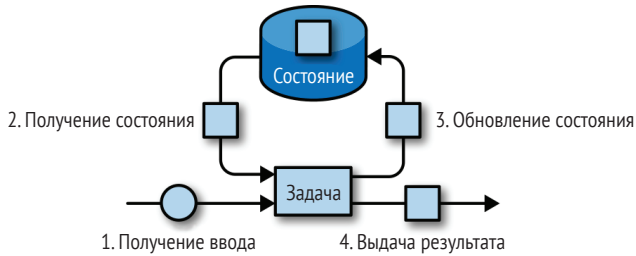 Состояние
2. Получение состояния
3. Обновление состояния
Задача
1. Получение ввода
4. Выдача результата